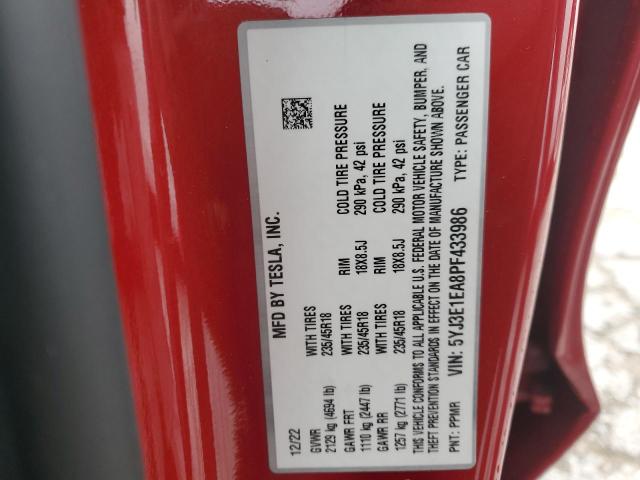 MFD BY TESLA, INC.
12/22
GVWR
2129 kg (4694 lb) WITH TIRES 235/45R18 RIM 18X8.5J COLD TIRE PRESSURE 290 kPa, 42 psi
GAWR FRT
1110 kg (2447 lb) WITH TIRES 235/45R18 RIM 18X8.5J COLD TIRE PRESSURE 290 kPa, 42 psi
GAWR RR
1257 kg (2771 lb)
THIS VEHICLE CONFORMS TO ALL APPLICABLE U.S. FEDERAL MOTOR VEHICLE SAFETY, BUMPER, AND
THEFT PREVENTION STANDARDS IN EFFECT ON THE DATE OF MANUFACTURE SHOWN ABOVE.
PNT: PPMR VIN: 5YJ3E1EA8PF433986 TYPE: PASSENGER CAR